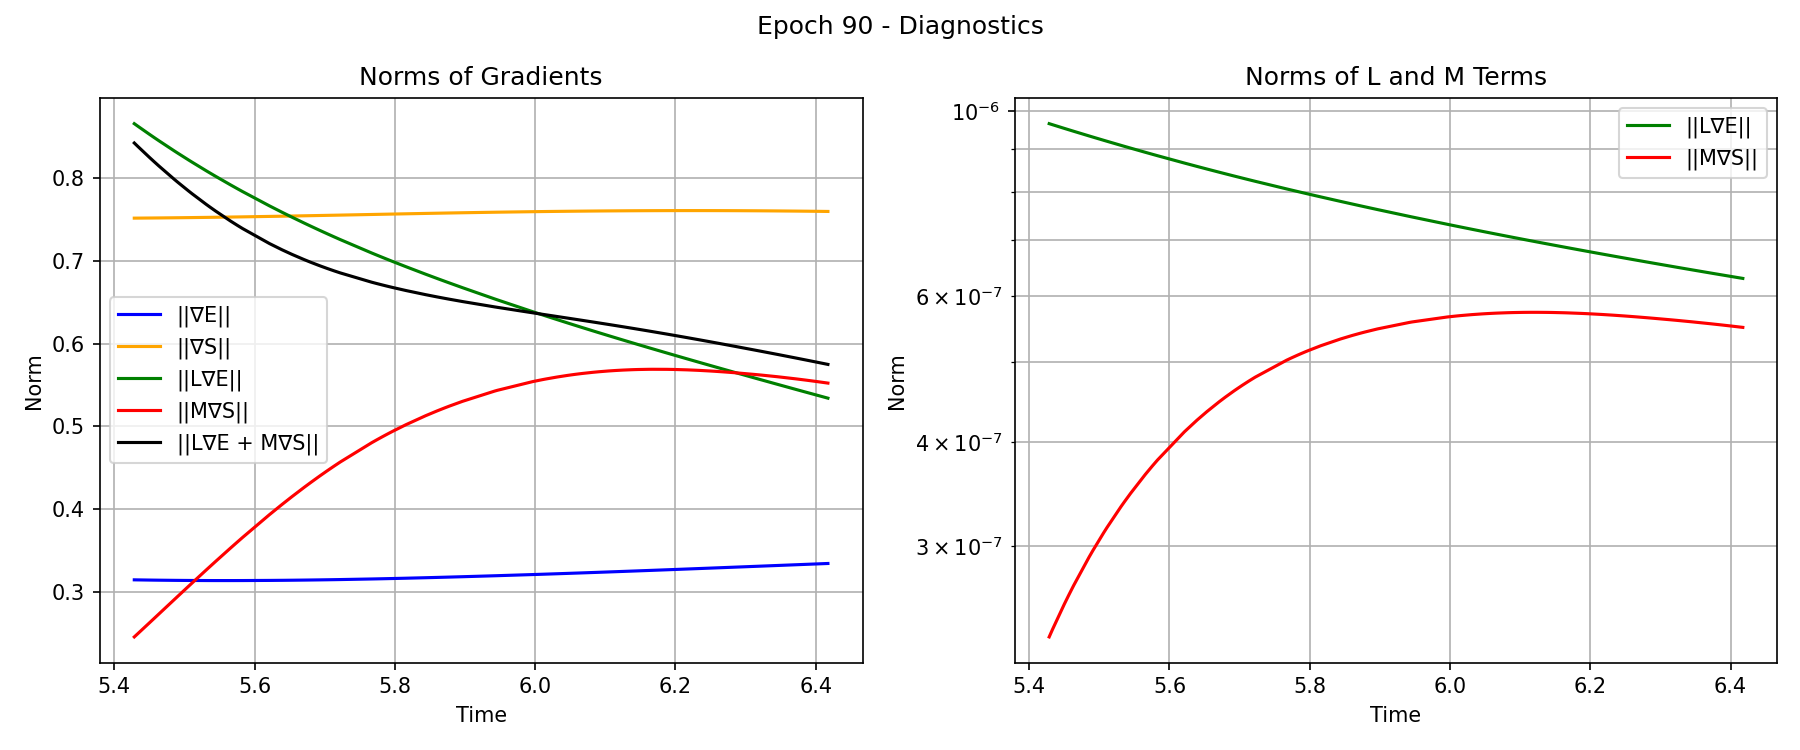 Epoch 90 - Diagnostics
Norms of Gradients
Norm
0.8
0.7
0.6
0.5
0.4
0.3
||∇E||
||∇S||
||L∇E||
||M∇S||
||L∇E + M∇S||
5.4 5.6 5.8 6.0 6.2 6.4
Time
Norms of L and M Terms
Norm
10⁻⁶
6 × 10⁻⁷
4 × 10⁻⁷
3 × 10⁻⁷
||L∇E||
||M∇S||
5.4 5.6 5.8 6.0 6.2 6.4
Time